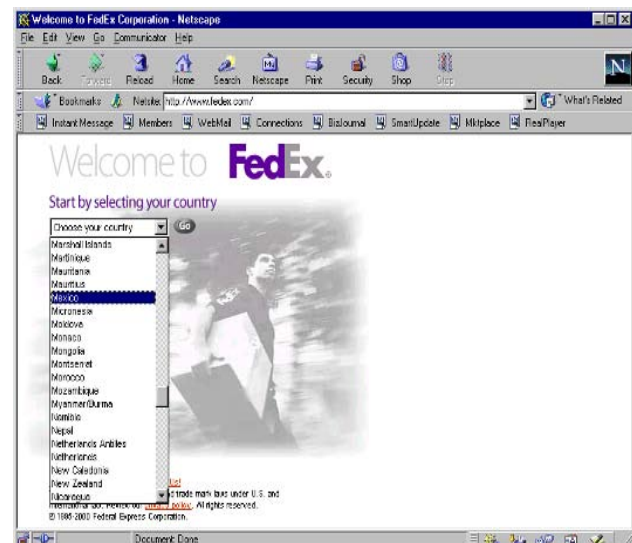 Welcome to FedEx Corporation - Netscape
File Edit View Go Communicator Help
Back Forward Reload Home Search Netscape Print Security Shop Stop
Bookmarks Netsite: http://www.fedex.com/ What's Related
Instant Message Members WebMail Connections BizJournal SmartUpdate Mktplace RealPlayer
Welcome to FedEx.
Start by selecting your country
Choose your country Go
Marshall Islands
Martinique
Mauritania
Mauritius
Mexico
Micronesia
Moldova
Monaco
Mongolia
Montserrat
Morocco
Mozambique
Myanmar/Burma
Namibia
Nepal
Netherlands Antilles
Netherlands
New Caledonia
New Zealand
Nicaragua
Us!
trade mark laws under U.S. and
policy. All rights reserved.
© 1995-2000 Federal Express Corporation.
Document: Done